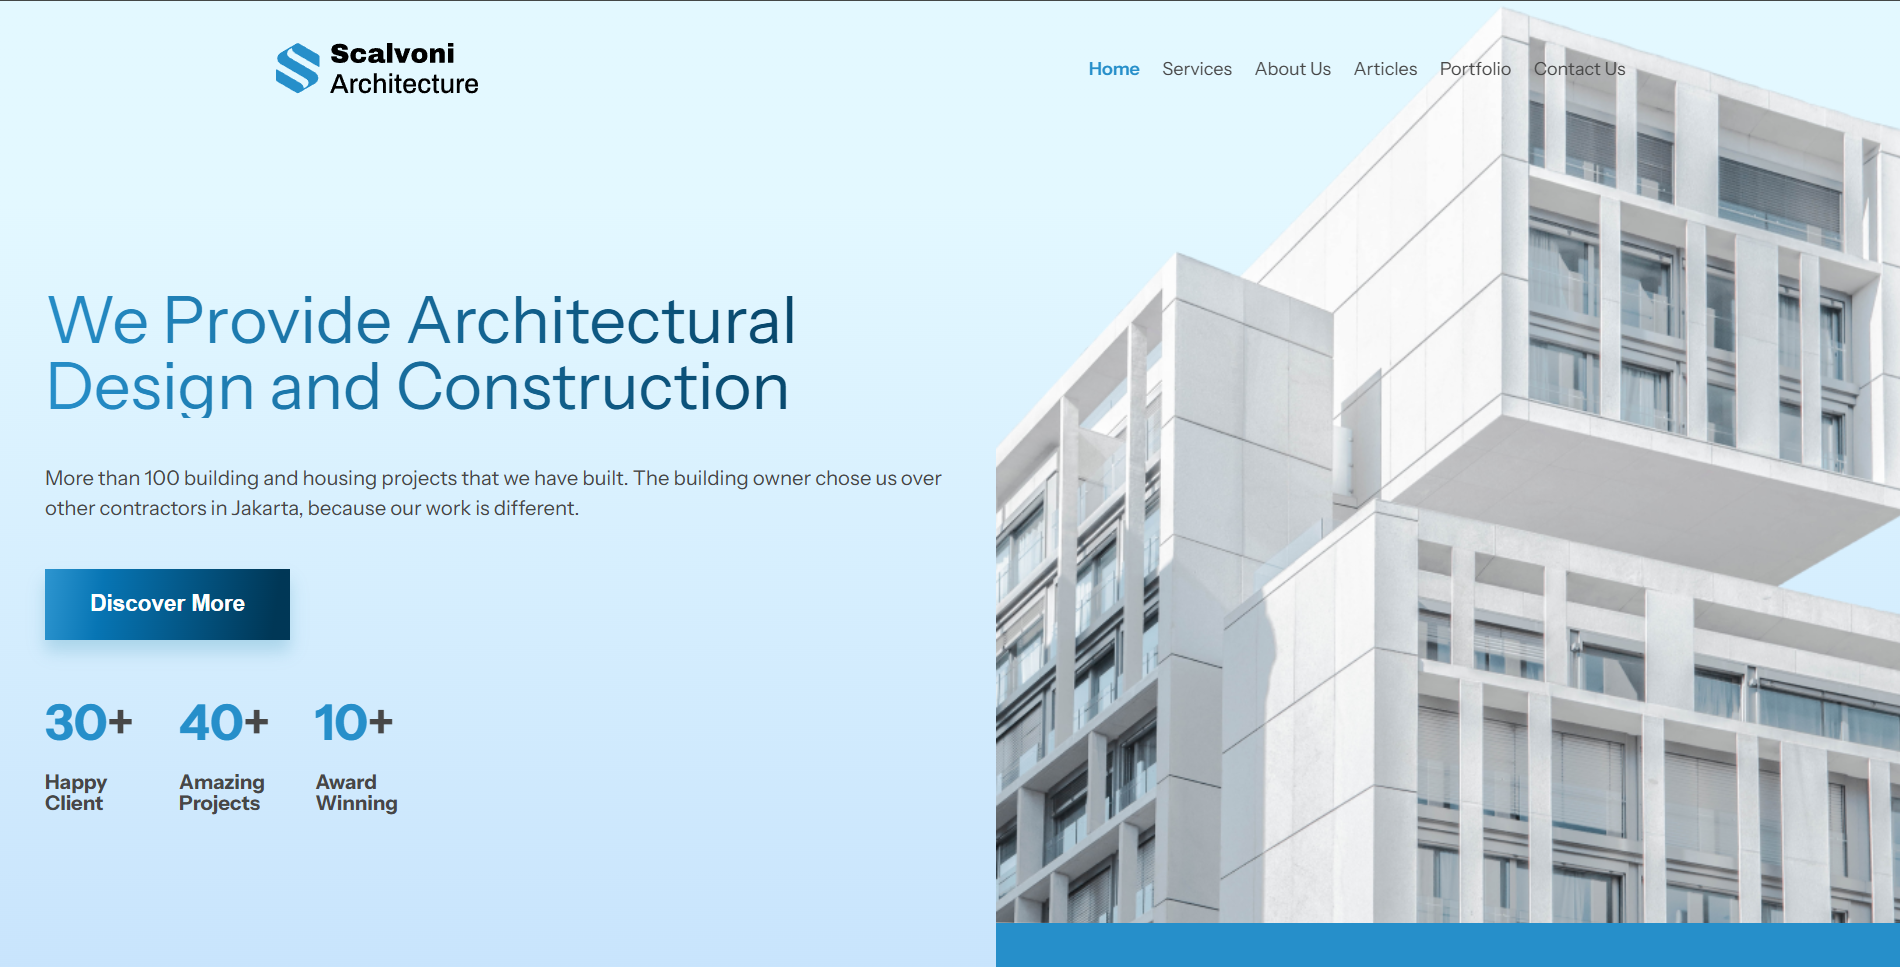 Scalvoni
Architecture
Home Services About Us Articles Portfolio Contact Us
We Provide Architectural
Design and Construction
More than 100 building and housing projects that we have built. The building owner chose us over
other contractors in Jakarta, because our work is different.
Discover More
30+ 40+ 10+
Happy Amazing Award
Client Projects Winning